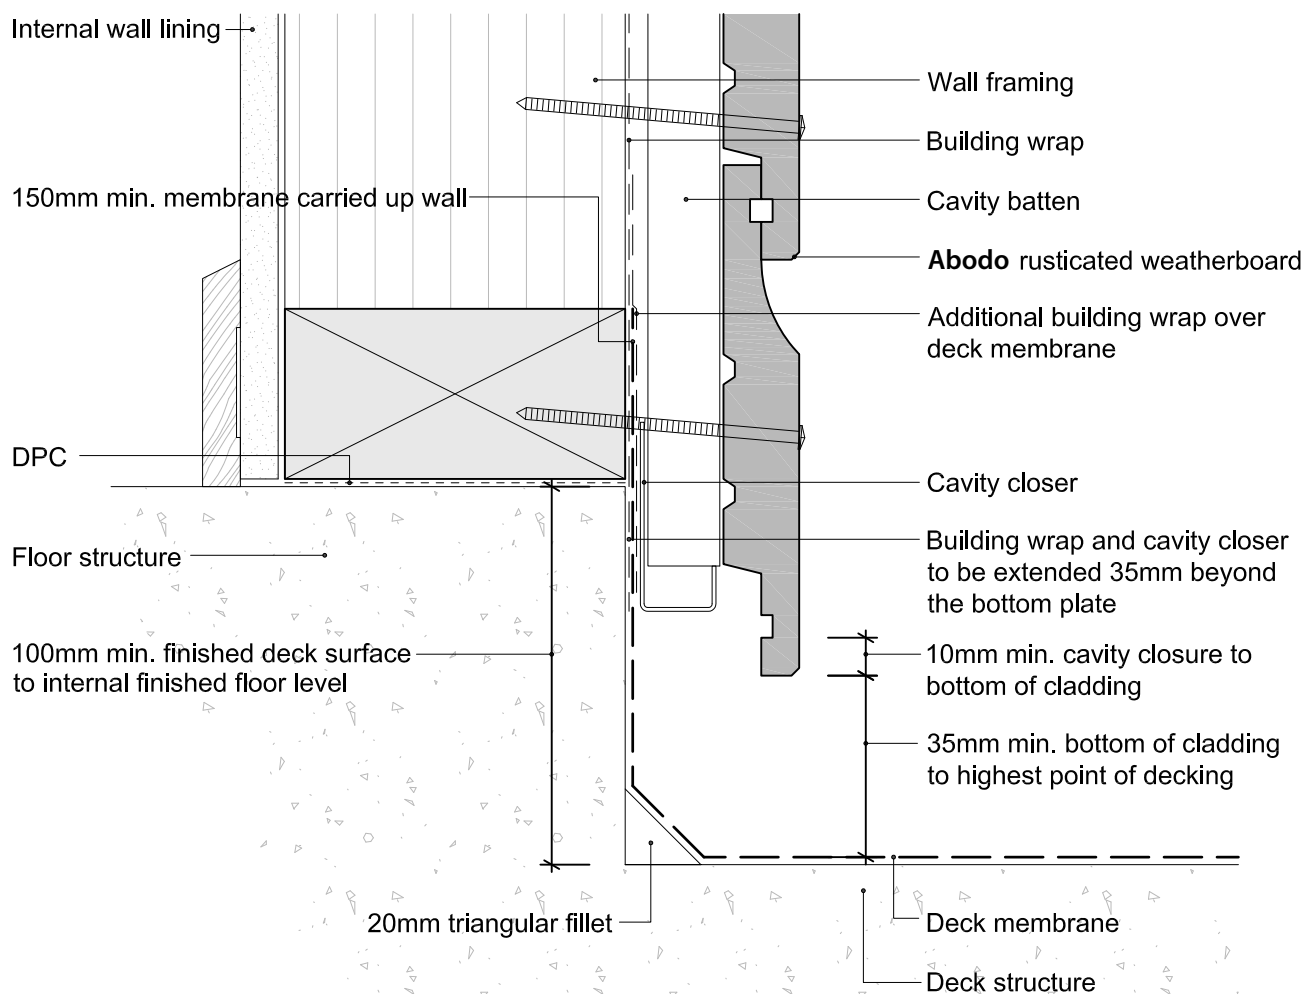 Internal wall lining
Wall framing
Building wrap
150mm min. membrane carried up wall
Cavity batten
Abodo rusticated weatherboard
Additional building wrap over
deck membrane
DPC
Cavity closer
Floor structure
Building wrap and cavity closer
to be extended 35mm beyond
the bottom plate
100mm min. finished deck surface
to internal finished floor level
10mm min. cavity closure to
bottom of cladding
35mm min. bottom of cladding
to highest point of decking
20mm triangular fillet
Deck membrane
Deck structure